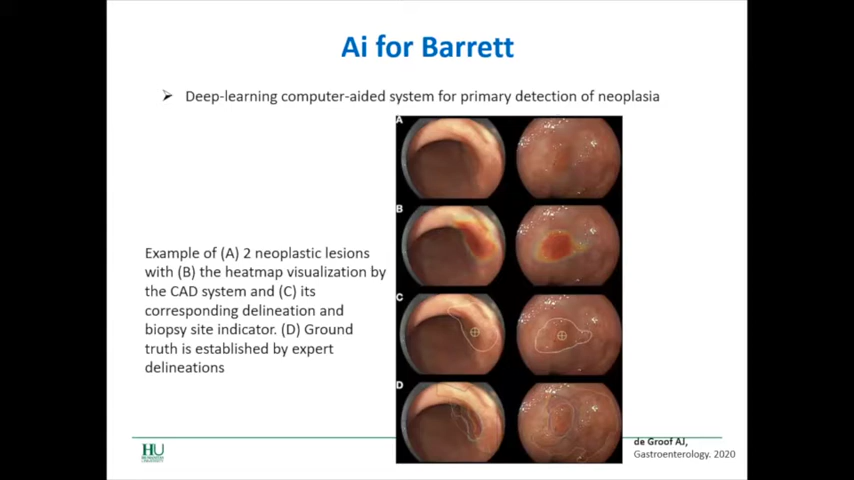 Ai for Barrett
Deep-learning computer-aided system for primary detection of neoplasia
A
B
Example of (A) 2 neoplastic lesions
with (B) the heatmap visualization by
the CAD system and (C) its
corresponding delineation and
biopsy site indicator. (D) Ground
truth is established by expert
delineations
C
D
HU
de Groof AJ,
Gastroenterology. 2020